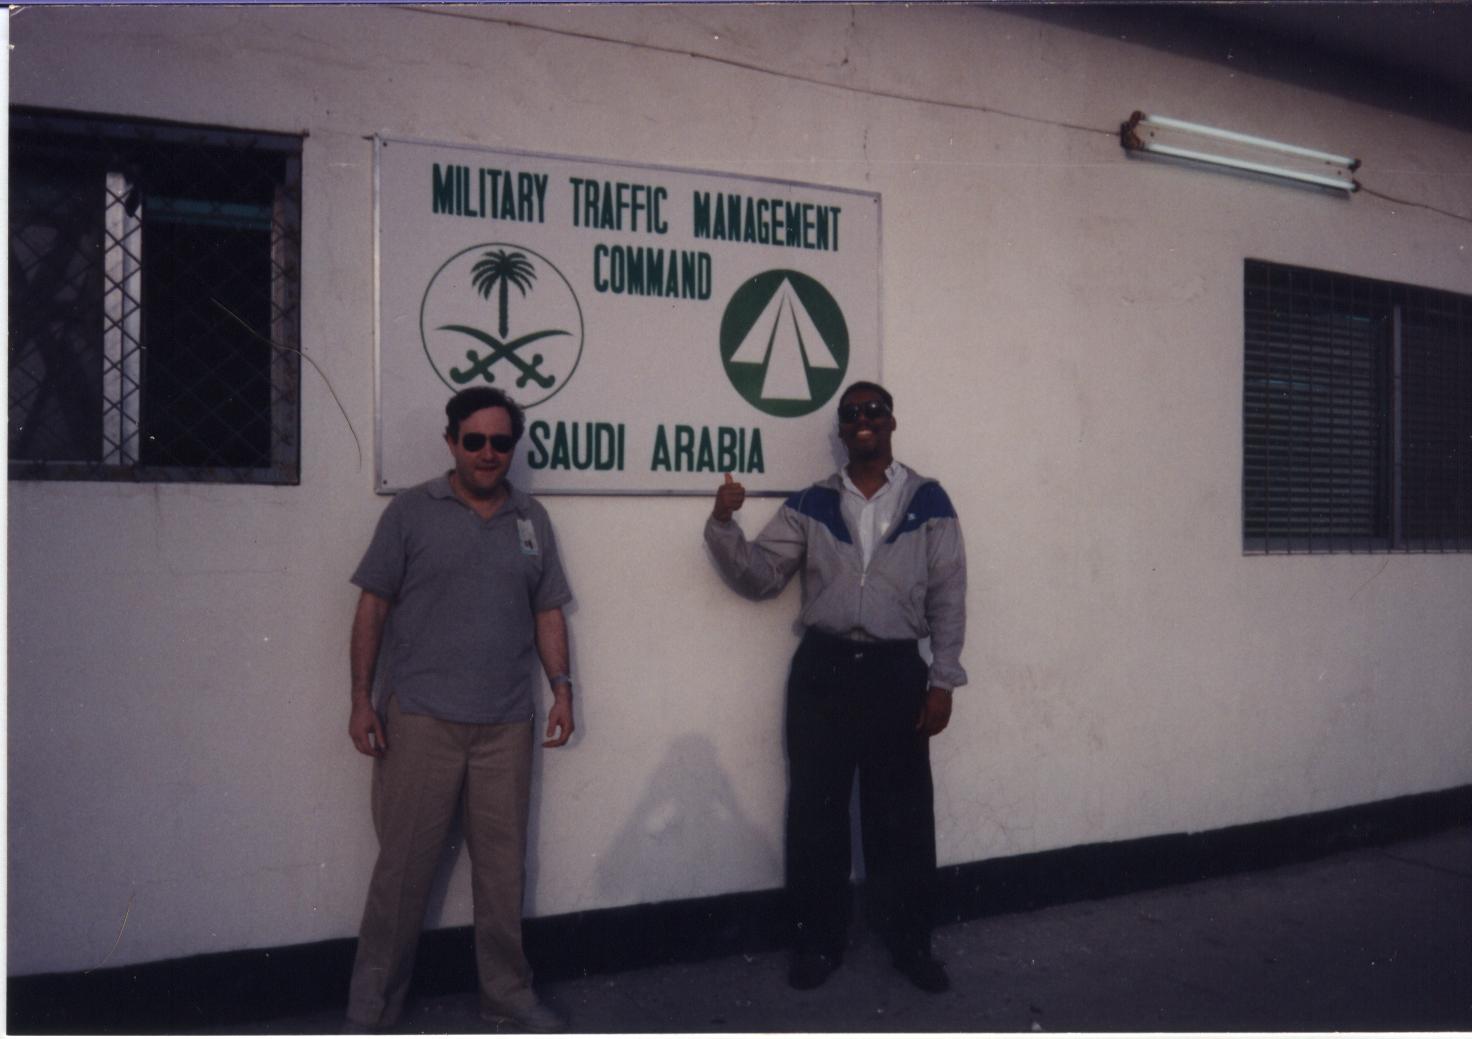 MILITARY TRAFFIC MANAGEMENT
COMMAND
SAUDI ARABIA